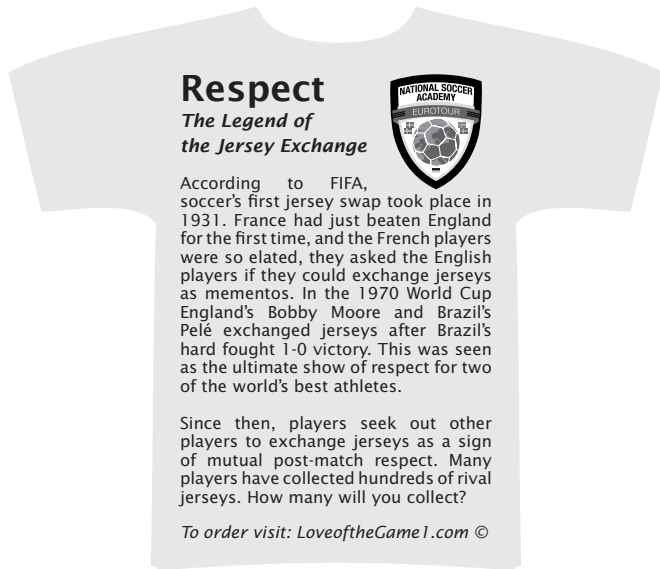 Respect
The Legend of
the Jersey Exchange
NATIONAL SOCCER
ACADEMY
EUROTOUR
According to FIFA,
soccer's first jersey swap took place in
1931. France had just beaten England
for the first time, and the French players
were so elated, they asked the English
players if they could exchange jerseys
as mementos. In the 1970 World Cup
England's Bobby Moore and Brazil's
Pelé exchanged jerseys after Brazil's
hard fought 1-0 victory. This was seen
as the ultimate show of respect for two
of the world's best athletes.
Since then, players seek out other
players to exchange jerseys as a sign
of mutual post-match respect. Many
players have collected hundreds of rival
jerseys. How many will you collect?
To order visit: LoveoftheGame1.com ©